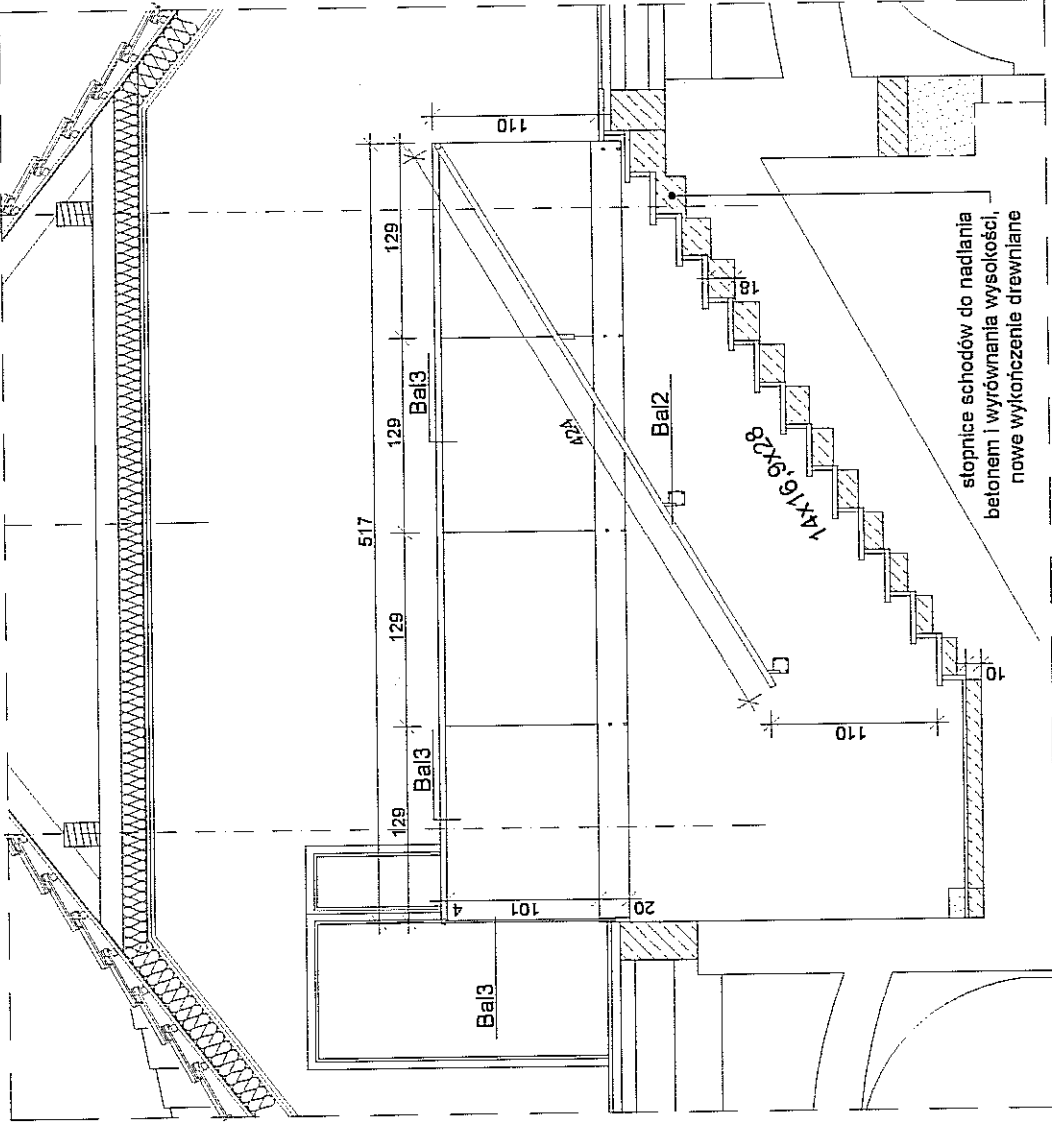 110
517
129
129
129
129
Bal3
Bal3
Bal3
424
Bal2
18
14x16,9x28
110
10
4
101
20
stopnice schodów do nadlania
betonem i wyrównania wysokości,
nowe wykończenie drewniane